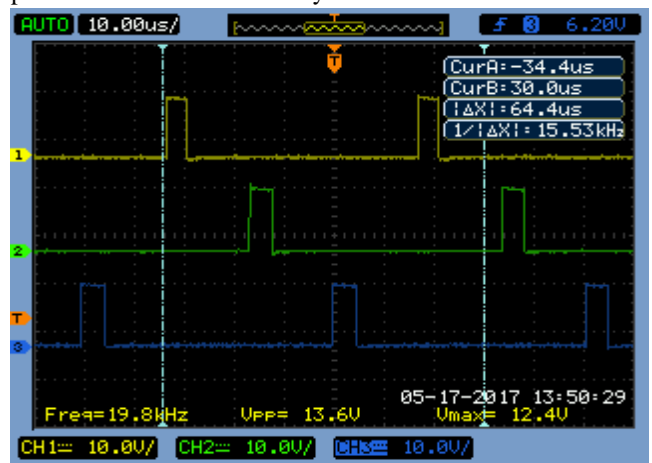 AUTO 10.00us/ T f 3 6.20V
T
CurA=-34.4us
CurB=30.0us
|ΔX|=64.4us
1/|ΔX|=15.53kHz
1
2
T
3
05-17-2017 13:50:29
Freq=19.8kHz Vpp= 13.6V Vmax= 12.4V
CH1= 10.0V/ CH2= 10.0V/ CH3= 10.0V/